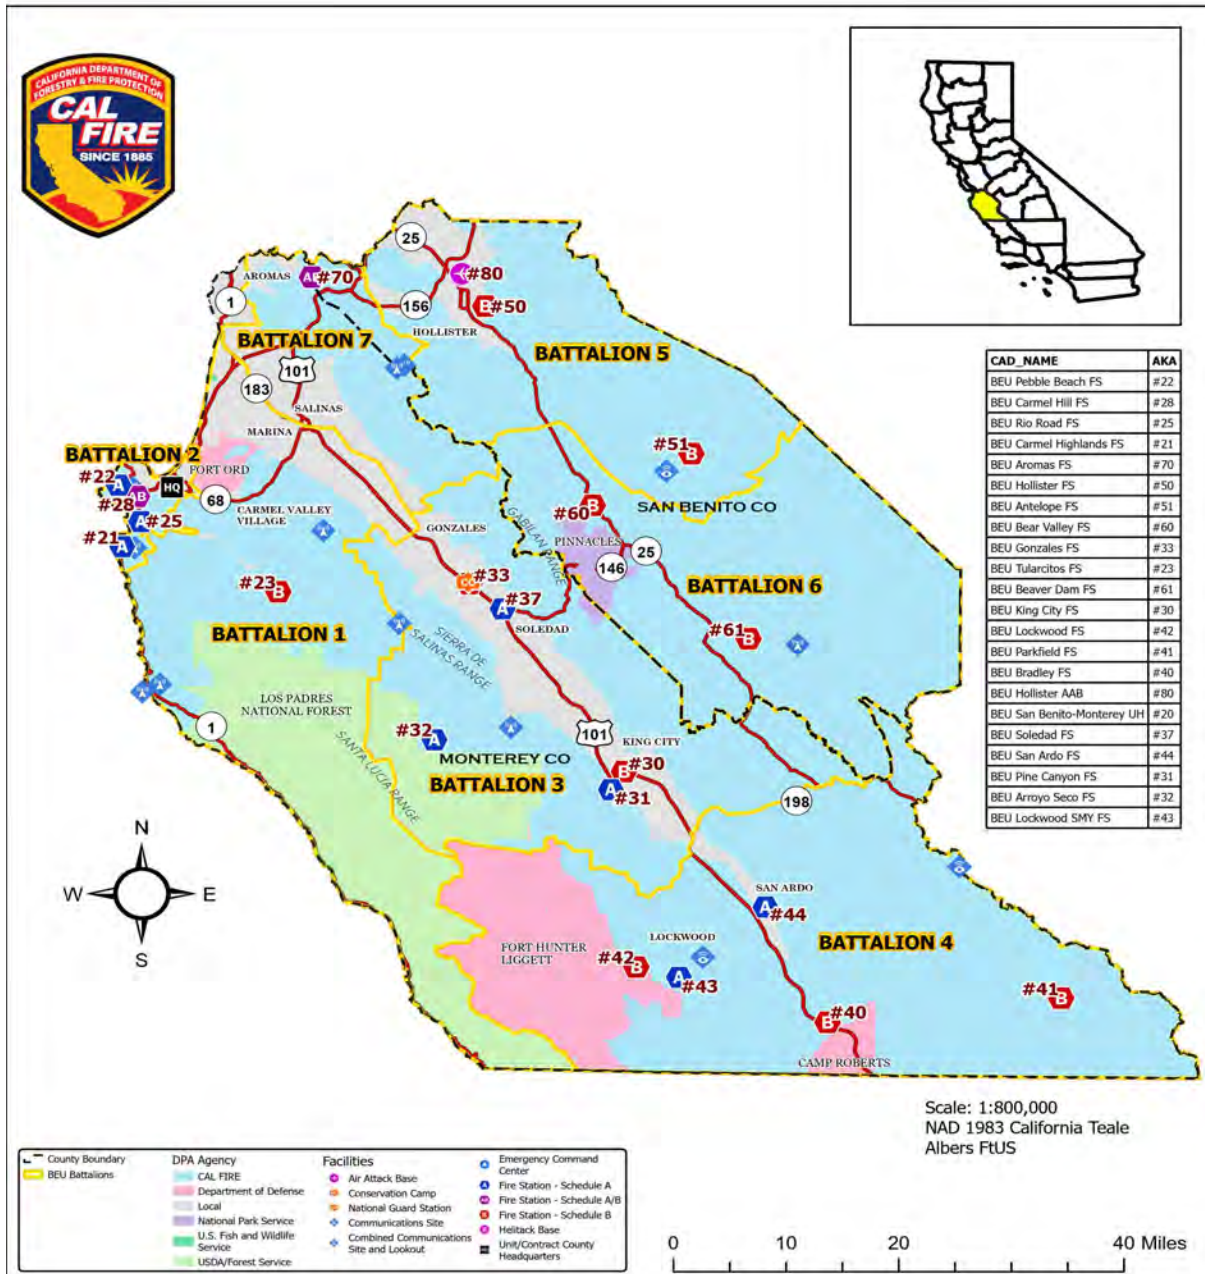 CALIFORNIA DEPARTMENT OF
FORESTRY & FIRE PROTECTION
CAL
FIRE
SINCE 1885
25
AROMAS
#70
#80
1
156
#50
HOLLISTER
BATTALION 7
BATTALION 5
101
183
SALINAS
MARINA
BATTALION 2
#51
B
#22
A
FORT ORD
HQ
AB
#28
68
#60
B
SAN BENITO CO
#25
A
CARMEL VALLEY
VILLAGE
GONZALES
GABILAN RANGE
#21
A
PINNACLES
25
146
#33
#23
B
#37
A
BATTALION 6
SOLEDAD
BATTALION 1
#61
B
SIERRA DE
SALINAS RANGE
LOS PADRES
NATIONAL FOREST
1
#32
A
101
KING CITY
SANTA LUCIA RANGE
MONTEREY CO
BATTALION 3
B
#30
A
#31
198
SAN ARDO
A
#44
LOCKWOOD
BATTALION 4
FORT HUNTER
LIGGETT
#42
B
A
#43
#41
B
B
#40
CAMP ROBERTS
N
W E
S
CAD_NAME AKA
BEU Pebble Beach FS #22
BEU Carmel Hill FS #28
BEU Rio Road FS #25
BEU Carmel Highlands FS #21
BEU Aromas FS #70
BEU Hollister FS #50
BEU Antelope FS #51
BEU Bear Valley FS #60
BEU Gonzales FS #33
BEU Tularcitos FS #23
BEU Beaver Dam FS #61
BEU King City FS #30
BEU Lockwood FS #42
BEU Parkfield FS #41
BEU Bradley FS #40
BEU Hollister AAB #80
BEU San Benito-Monterey UH #20
BEU Soledad FS #37
BEU San Ardo FS #44
BEU Pine Canyon FS #31
BEU Arroyo Seco FS #32
BEU Lockwood SMY FS #43
Scale: 1:800,000
NAD 1983 California Teale
Albers FtUS
County Boundary
BEU Battalions
DPA Agency
CAL FIRE
Department of Defense
Local
National Park Service
U.S. Fish and Wildlife
Service
USDA/Forest Service
Facilities
Air Attack Base
Conservation Camp
National Guard Station
Communications Site
Combined Communications
Site and Lookout
Emergency Command
Center
Fire Station - Schedule A
Fire Station - Schedule A/B
Fire Station - Schedule B
Helitack Base
Unit/Contract County
Headquarters
0 10 20 40 Miles